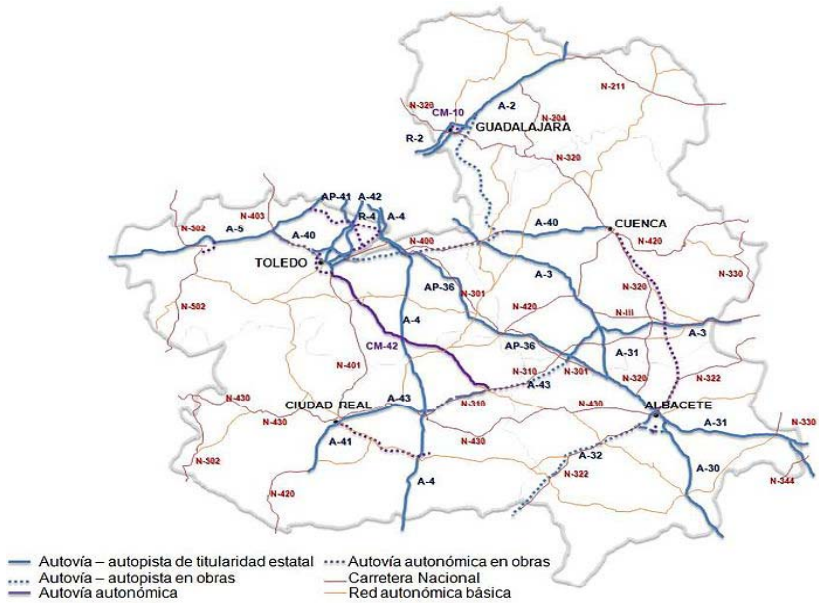 N-211
A-2
N-320
CM-10
N-204
GUADALAJARA
R-2
N-320
AP-41
A-42
N-403
R-4
A-4
N-502
A-5
A-40
A-40
CUENCA
N-400
N-420
TOLEDO
A-3
N-330
AP-36
N-320
N-301
N-502
N-420
N-III
A-4
A-3
CM-42
AP-36
A-31
N-401
N-310
N-301
N-320
N-322
A-43
A-43
N-430
CIUDAD REAL
N-310
N-430
ALBACETE
N-430
A-31
N-330
A-41
N-430
N-502
A-32
A-30
N-322
N-344
A-4
N-420
Autovía – autopista de titularidad estatal
Autovía autonómica en obras
Autovía – autopista en obras
Carretera Nacional
Autovía autonómica
Red autonómica básica